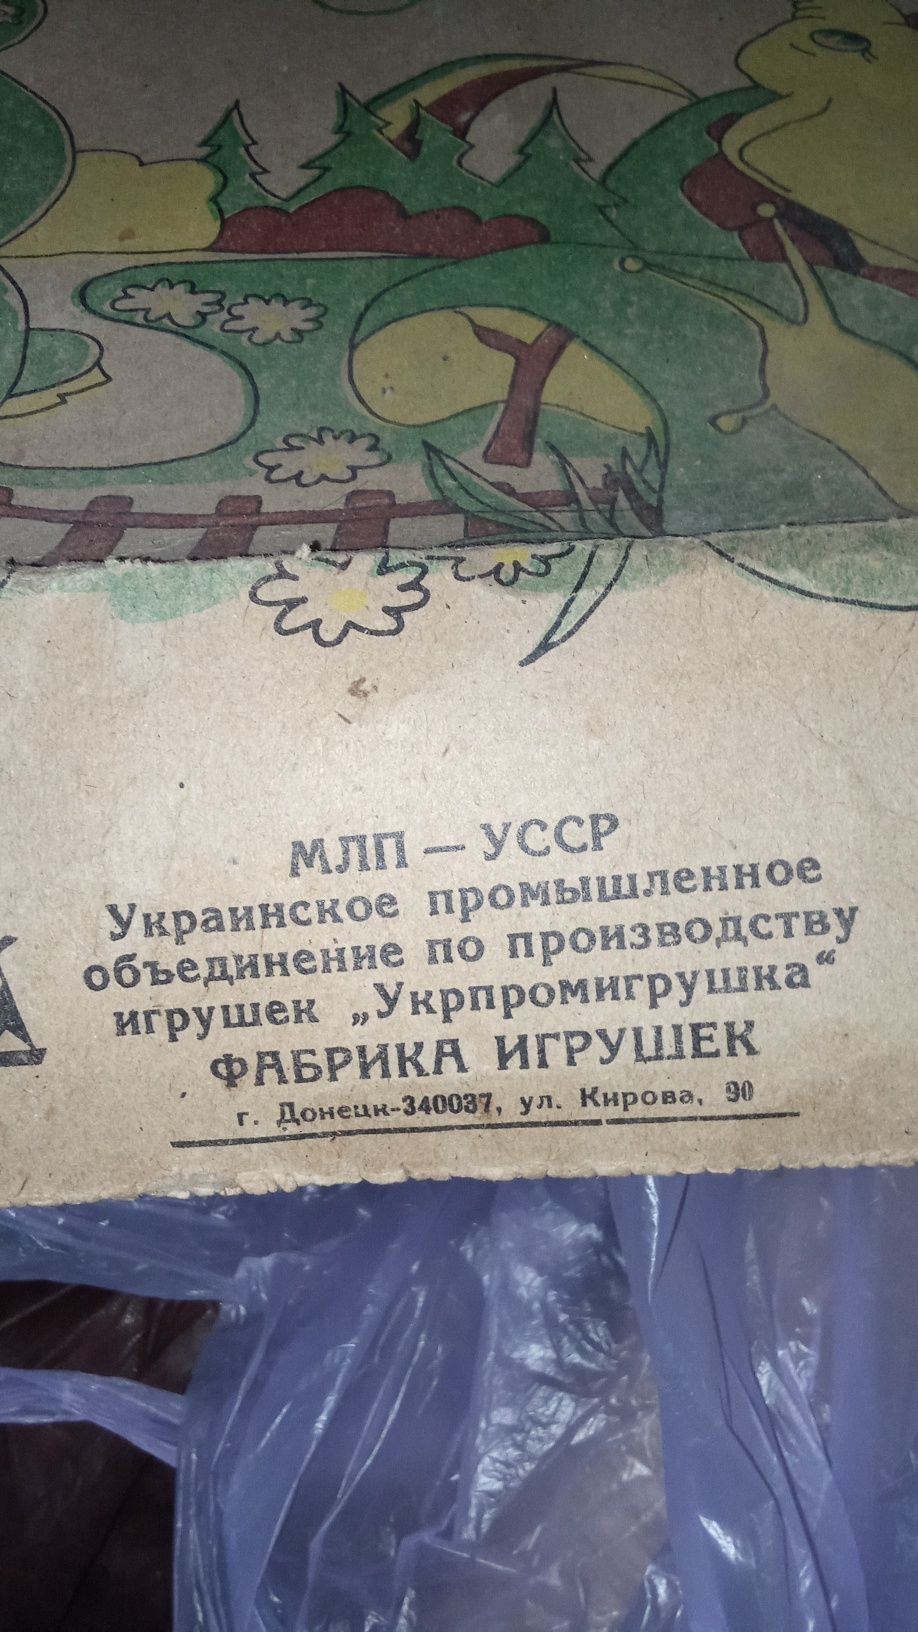 МЛП — УССР
Украинское промышленное
объединение по производству
игрушек „Укрпромигрушка“
ФАБРИКА ИГРУШЕК
г. Донецк-340037, ул. Кирова, 90